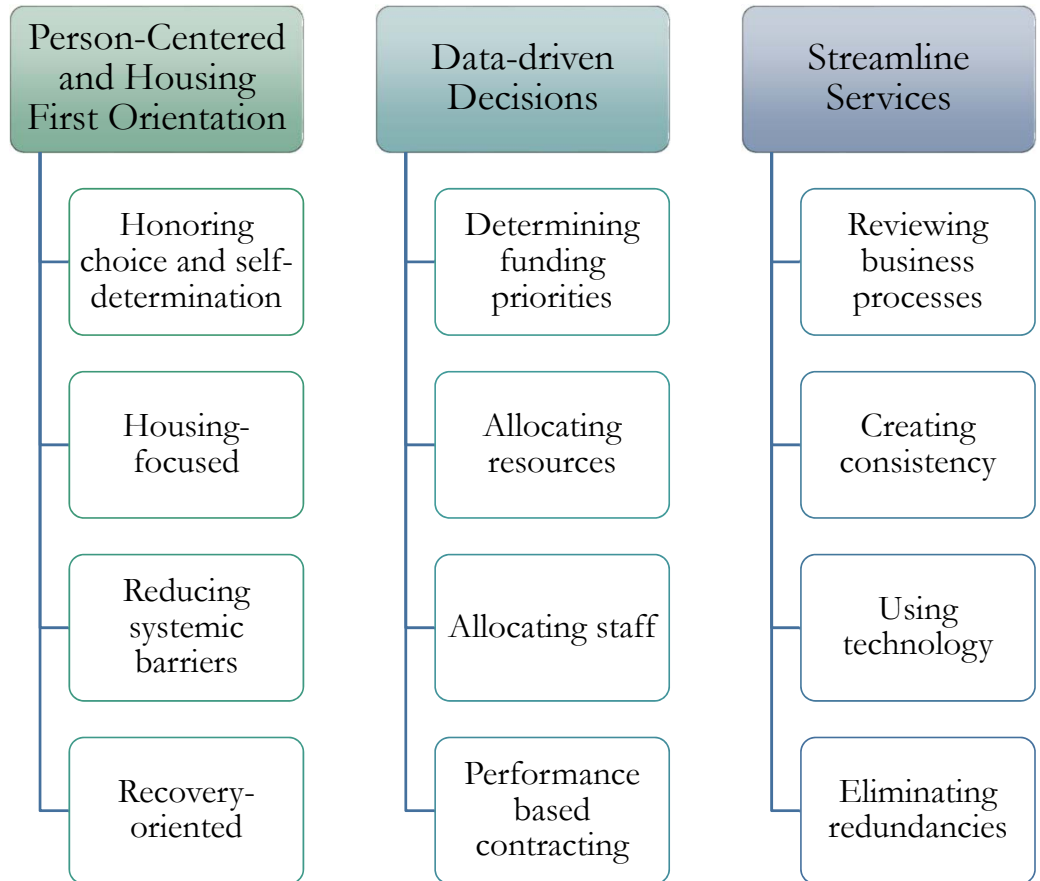 Person-Centered
and Housing
First Orientation
Honoring
choice and self-
determination
Housing-
focused
Reducing
systemic
barriers
Recovery-
oriented
Data-driven
Decisions
Determining
funding
priorities
Allocating
resources
Allocating staff
Performance
based
contracting
Streamline
Services
Reviewing
business
processes
Creating
consistency
Using
technology
Eliminating
redundancies